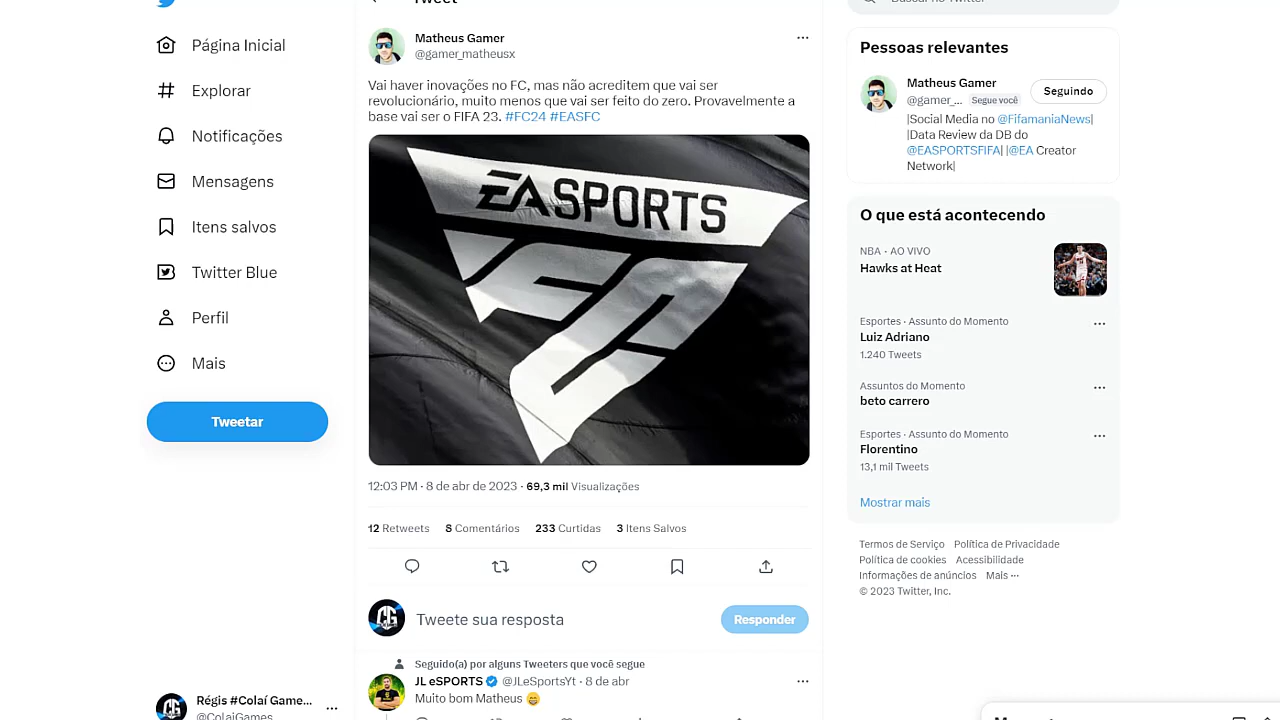 Tweet
Buscar no Twitter
Página Inicial
Explorar
Notificações
Mensagens
Itens salvos
Twitter Blue
Perfil
Mais
Tweetar
Régis #Colaí Game...
@ColaiGames
Matheus Gamer
@gamer_matheusx
Vai haver inovações no FC, mas não acreditem que vai ser
revolucionário, muito menos que vai ser feito do zero. Provavelmente a
base vai ser o FIFA 23. #FC24 #EASFC
EA SPORTS
FC
12:03 PM · 8 de abr de 2023 · 69,3 mil Visualizações
12 Retweets 8 Comentários 233 Curtidas 3 Itens Salvos
CG
Tweete sua resposta
Responder
Seguido(a) por alguns Tweeters que você segue
JL eSPORTS @JLeSportsYt · 8 de abr
Muito bom Matheus
Pessoas relevantes
Matheus Gamer
@gamer_... Segue você
Seguindo
|Social Media no @FifamaniaNews|
|Data Review da DB do
@EASPORTSFIFA| |@EA Creator
Network|
O que está acontecendo
NBA · AO VIVO
Hawks at Heat
Esportes · Assunto do Momento
Luiz Adriano
1.240 Tweets
Assuntos do Momento
beto carrero
Esportes · Assunto do Momento
Florentino
13,1 mil Tweets
Mostrar mais
Termos de Serviço Política de Privacidade
Política de cookies Acessibilidade
Informações de anúncios Mais ···
© 2023 Twitter, Inc.